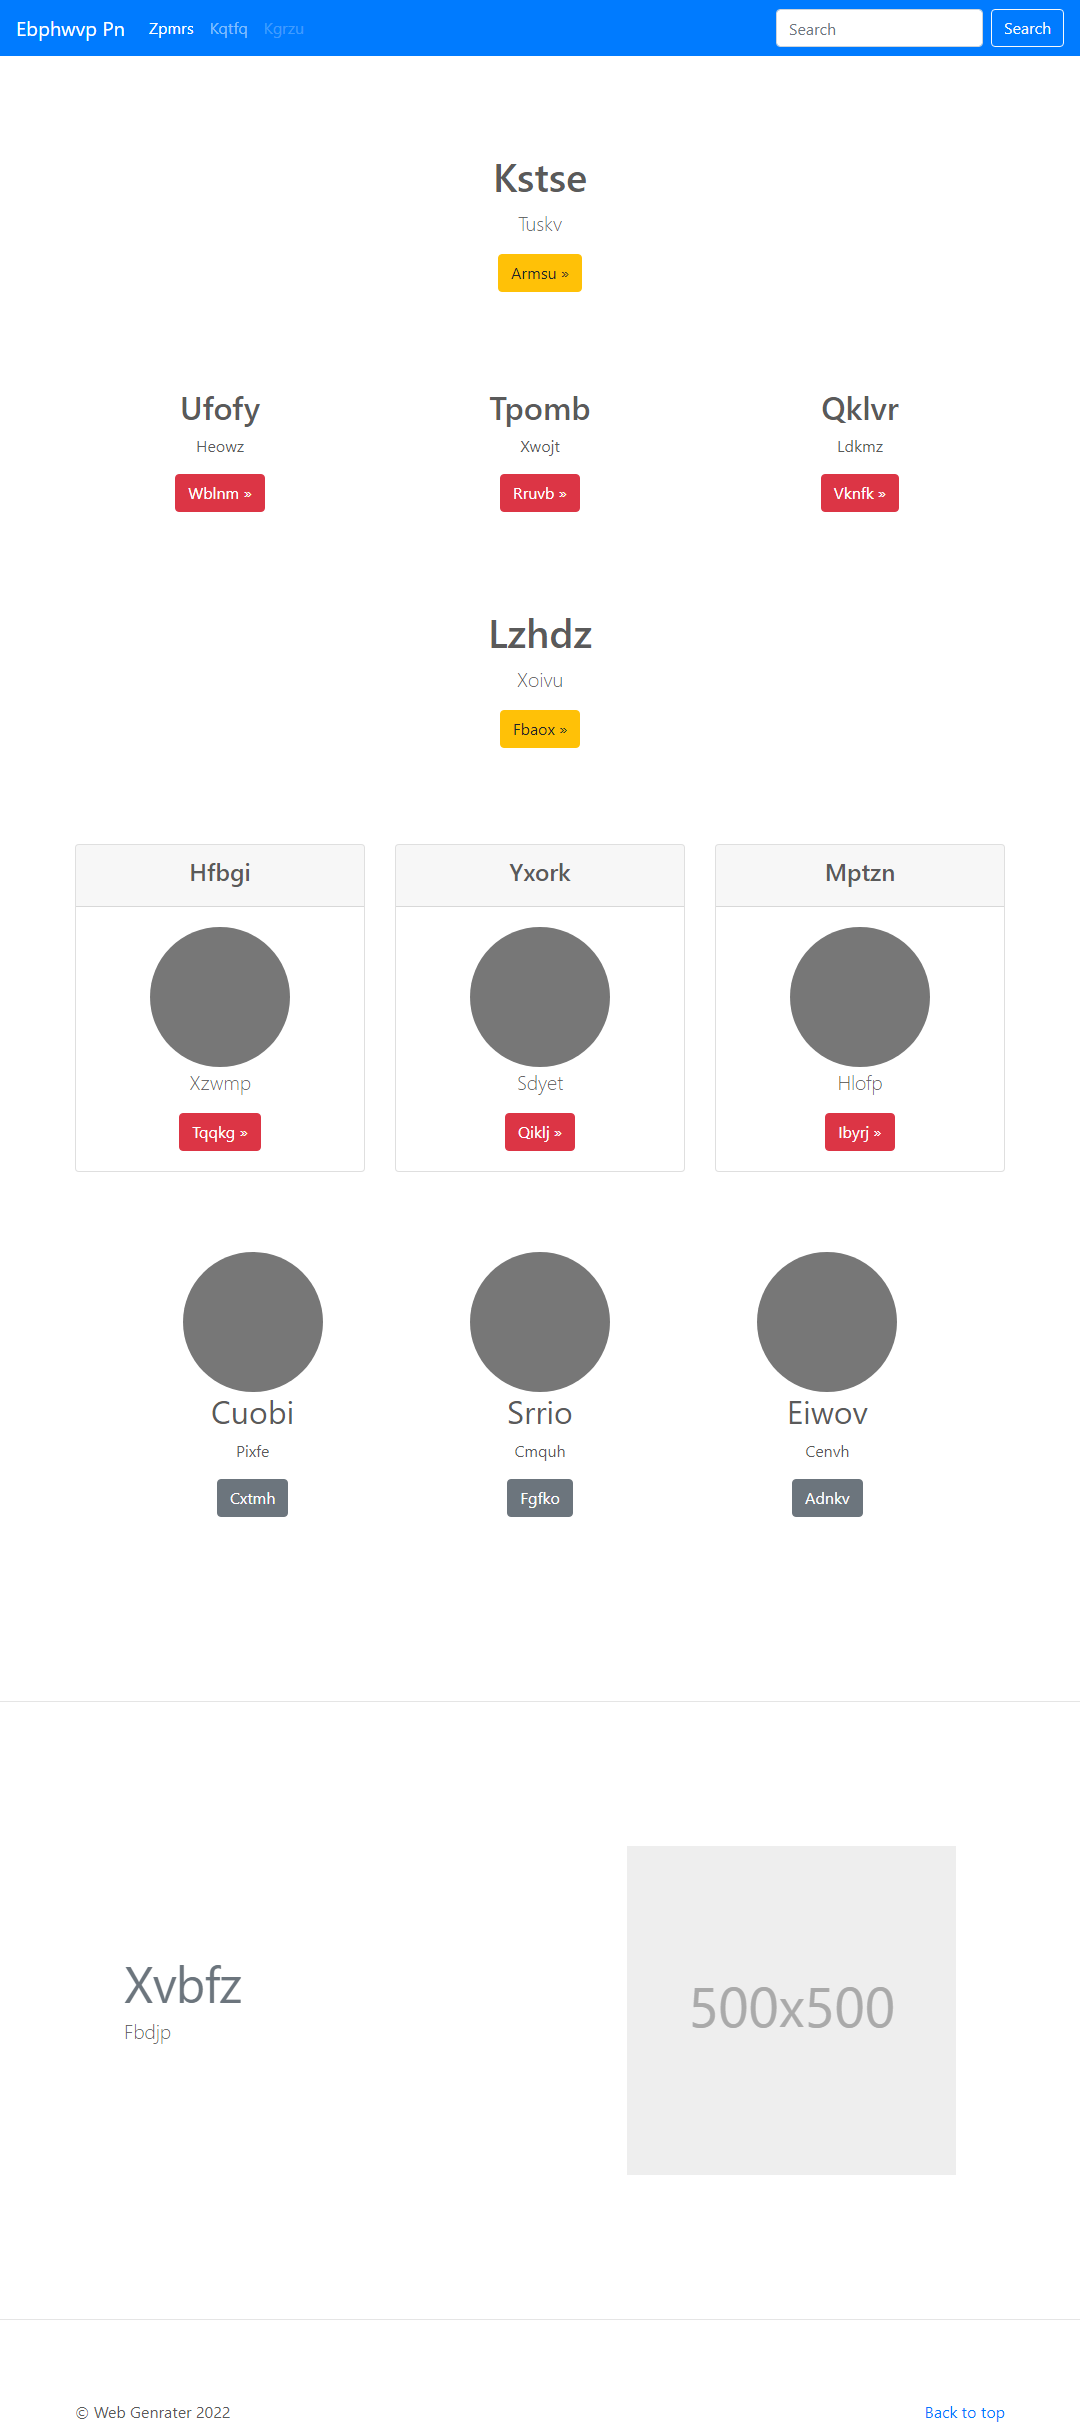 Ebphwvp Pn Zpmrs Kqtfq Kgrzu Search Search
Kstse
Tuskv
Armsu »
Ufofy Tpomb Qklvr
Heowz Xwojt Ldkmz
Wblnm » Rruvb » Vknfk »
Lzhdz
Xoivu
Fbaox »
Hfbgi Yxork Mptzn
Xzwmp Sdyet Hlofp
Tqqkg » Qiklj » Ibyrj »
Cuobi Srrio Eiwov
Pixfe Cmquh Cenvh
Cxtmh Fgfko Adnkv
Xvbfz
Fbdjp
500x500
© Web Genrater 2022 Back to top